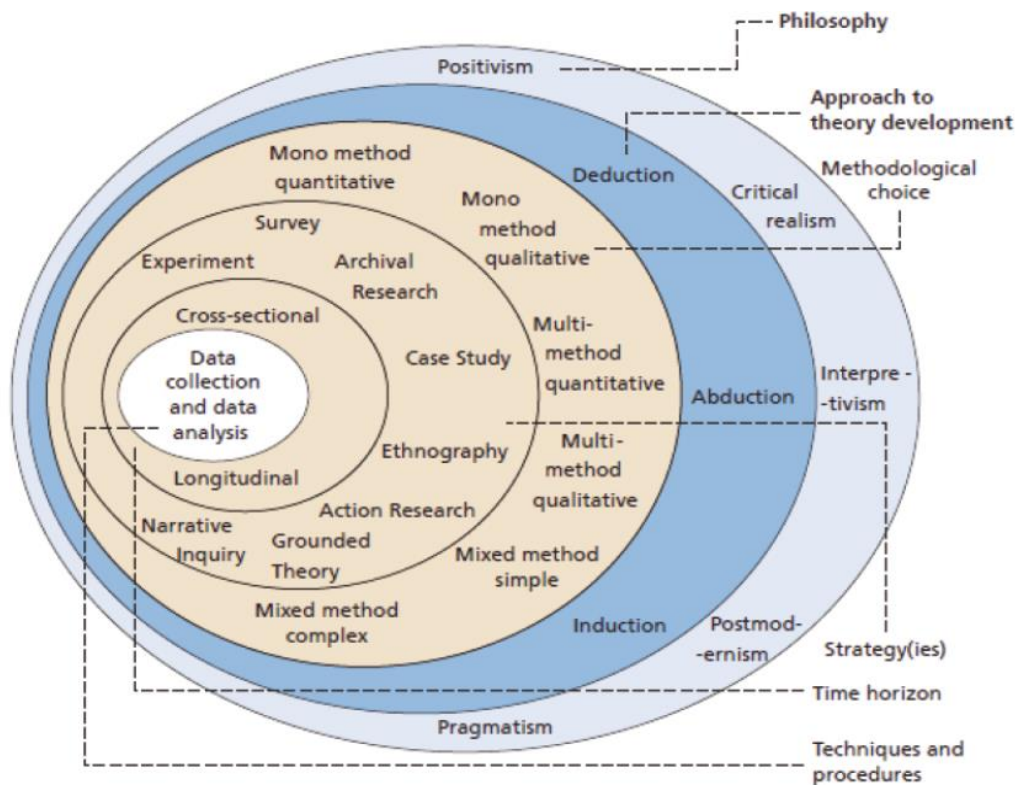 Philosophy
Positivism
Approach to
theory development
Mono method
quantitative
Deduction
Methodological
choice
Mono
method
qualitative
Critical
realism
Survey
Experiment
Archival
Research
Cross-sectional
Multi-
method
quantitative
Data
collection
and data
analysis
Case Study
Abduction
Interpre -
-tivism
Ethnography
Multi-
method
qualitative
Longitudinal
Action Research
Narrative
Inquiry
Grounded
Theory
Mixed method
simple
Mixed method
complex
Induction
Postmod-
-ernism
Strategy(ies)
Time horizon
Pragmatism
Techniques and
procedures